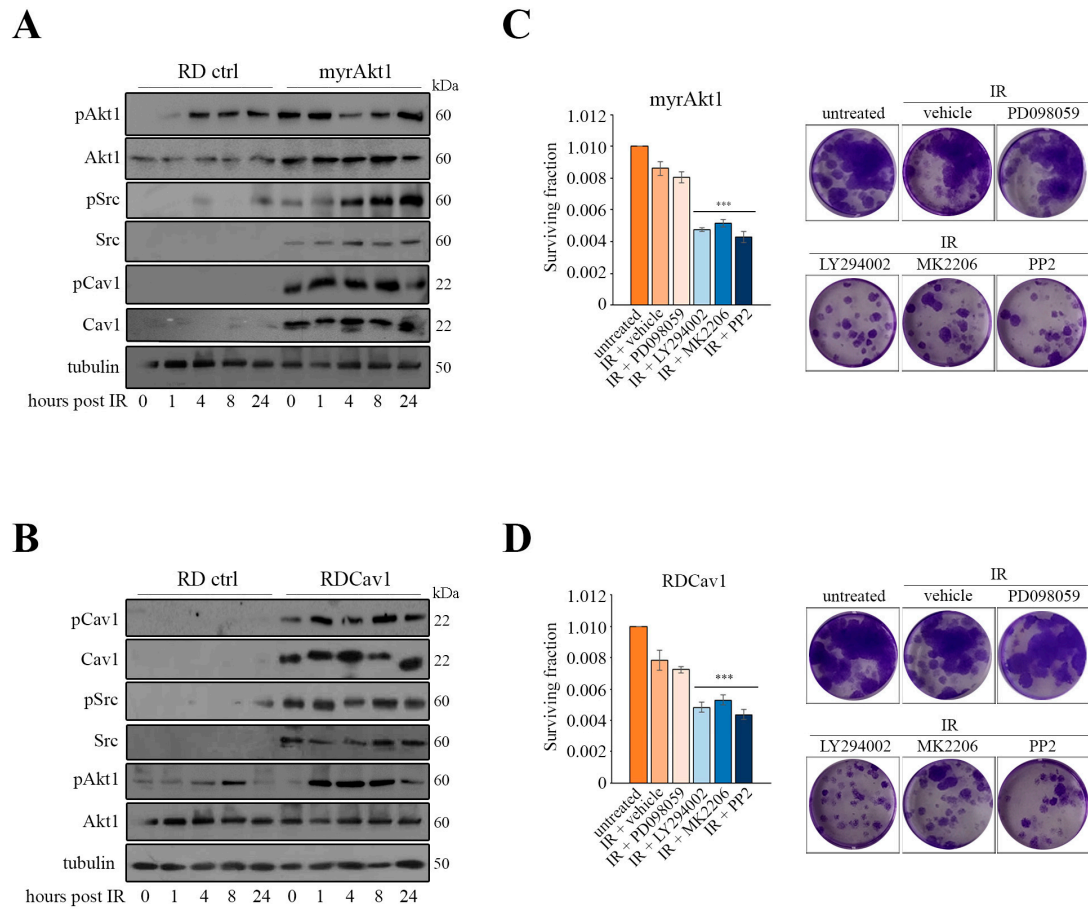 A
RD ctrl myrAkt1
kDa
pAkt1 60
Akt1 60
pSrc 60
Src 60
pCav1 22
Cav1 22
tubulin 50
hours post IR 0 1 4 8 24 0 1 4 8 24
C
myrAkt1
Surviving fraction
1.012
1.010
0.008
0.006
0.004
0.002
0
***
untreated
IR + vehicle
IR + PD098059
IR + LY294002
IR + MK2206
IR + PP2
IR
untreated vehicle PD098059
IR
LY294002 MK2206 PP2
B
RD ctrl RDCav1
kDa
pCav1 22
Cav1 22
pSrc 60
Src 60
pAkt1 60
Akt1 60
tubulin 50
hours post IR 0 1 4 8 24 0 1 4 8 24
D
RDCav1
Surviving fraction
1.012
1.010
0.008
0.006
0.004
0.002
0
***
untreated
IR + vehicle
IR + PD098059
IR + LY294002
IR + MK2206
IR + PP2
IR
untreated vehicle PD098059
IR
LY294002 MK2206 PP2